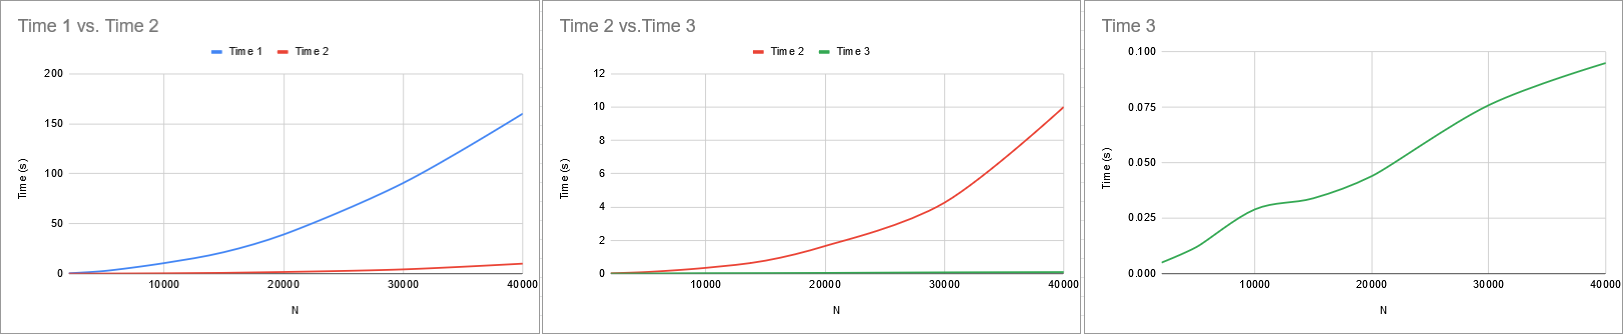 Time 1 vs. Time 2
Time 1 Time 2
200
150
100
50
0
Time (s)
10000 20000 30000 40000
N
Time 2 vs.Time 3
Time 2 Time 3
12
10
8
6
4
2
0
Time (s)
10000 20000 30000 40000
N
Time 3
0.100
0.075
0.050
0.025
0.000
Time (s)
10000 20000 30000 40000
N